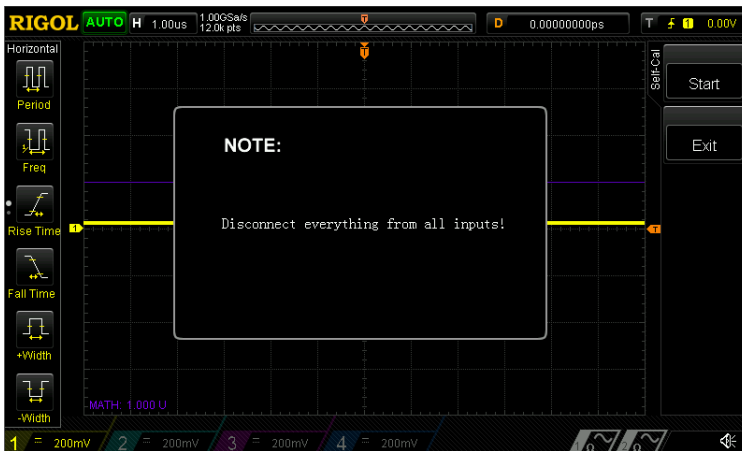 RIGOL AUTO H 1.00us 1.00GSa/s D 0.00000000ps T 1 0.00V
12.0k pts
T
Horizontal
Period
Freq
Rise Time
Fall Time
+Width
-Width
Self-Cal
Start
Exit
NOTE:
Disconnect everything from all inputs!
T
1
T
MATH: 1.000 U
1 = 200mV 2 = 200mV 3 = 200mV 4 = 200mV